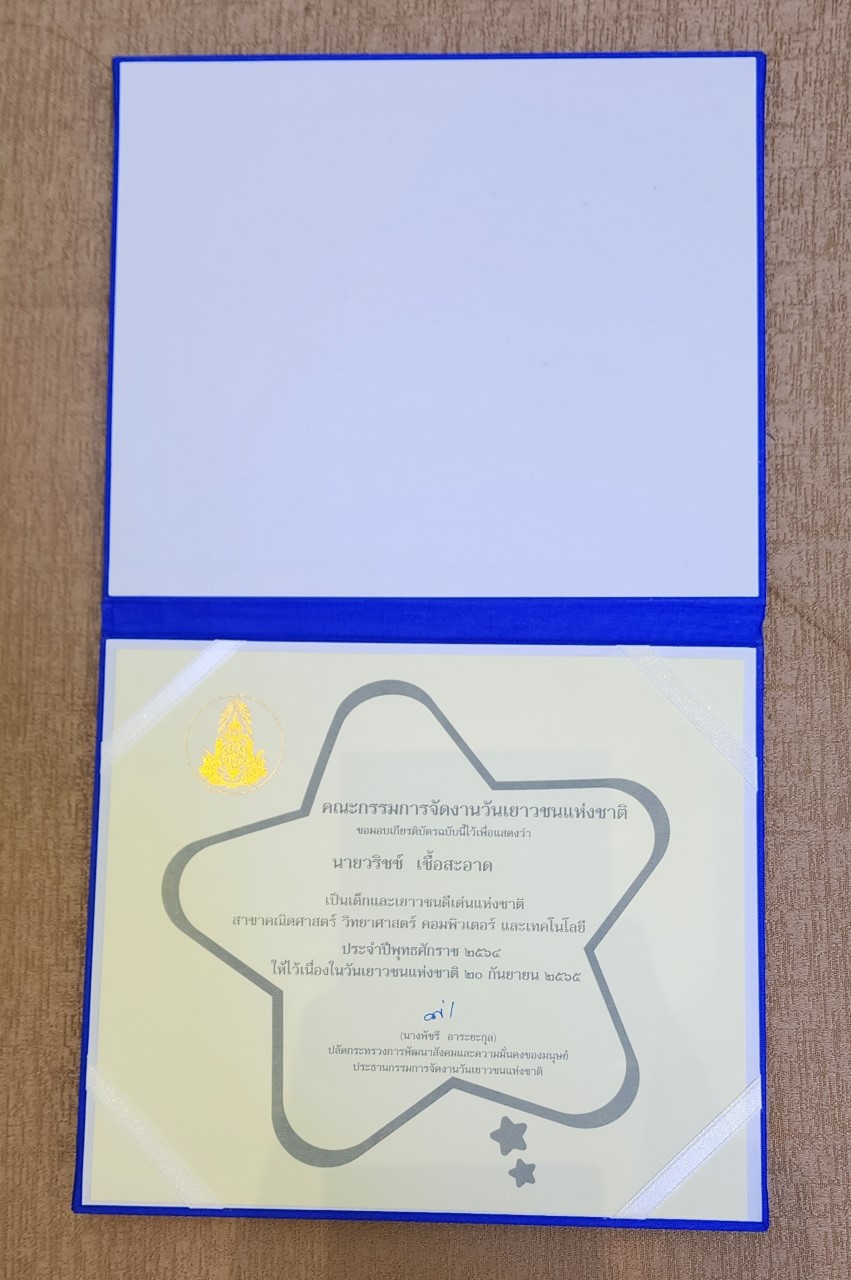 คณะกรรมการจัดงานวันเยาวชนแห่งชาติ
ขอมอบเกียรติบัตรฉบับนี้ไว้เพื่อแสดงว่า
นายวริชช์ เชื้อสะอาด
เป็นเด็กและเยาวชนดีเด่นแห่งชาติ
สาขาคณิตศาสตร์ วิทยาศาสตร์ คอมพิวเตอร์ และเทคโนโลยี
ประจำปีพุทธศักราช ๒๕๖๔
ให้ไว้เนื่องในวันเยาวชนแห่งชาติ ๒๐ กันยายน ๒๕๖๕
(นางพัชรี อาระยะกุล)
ปลัดกระทรวงการพัฒนาสังคมและความมั่นคงของมนุษย์
ประธานกรรมการจัดงานวันเยาวชนแห่งชาติ